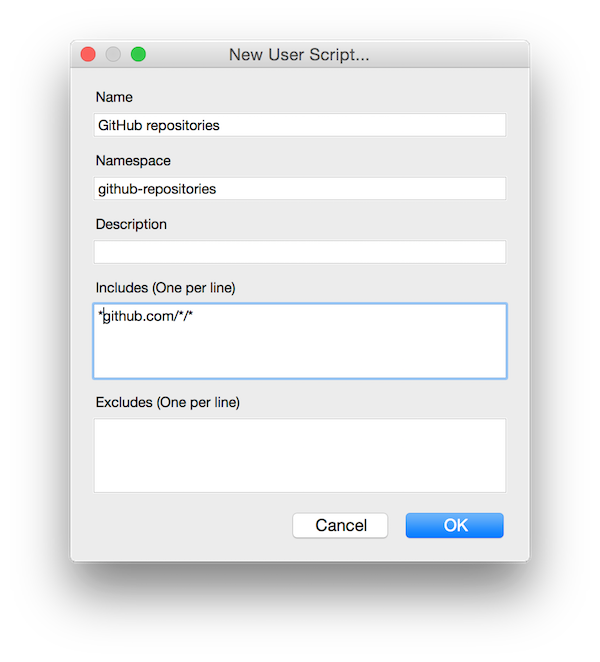 New User Script...
Name
GitHub repositories
Namespace
github-repositories
Description
Includes (One per line)
*github.com/*/*
Excludes (One per line)
Cancel OK